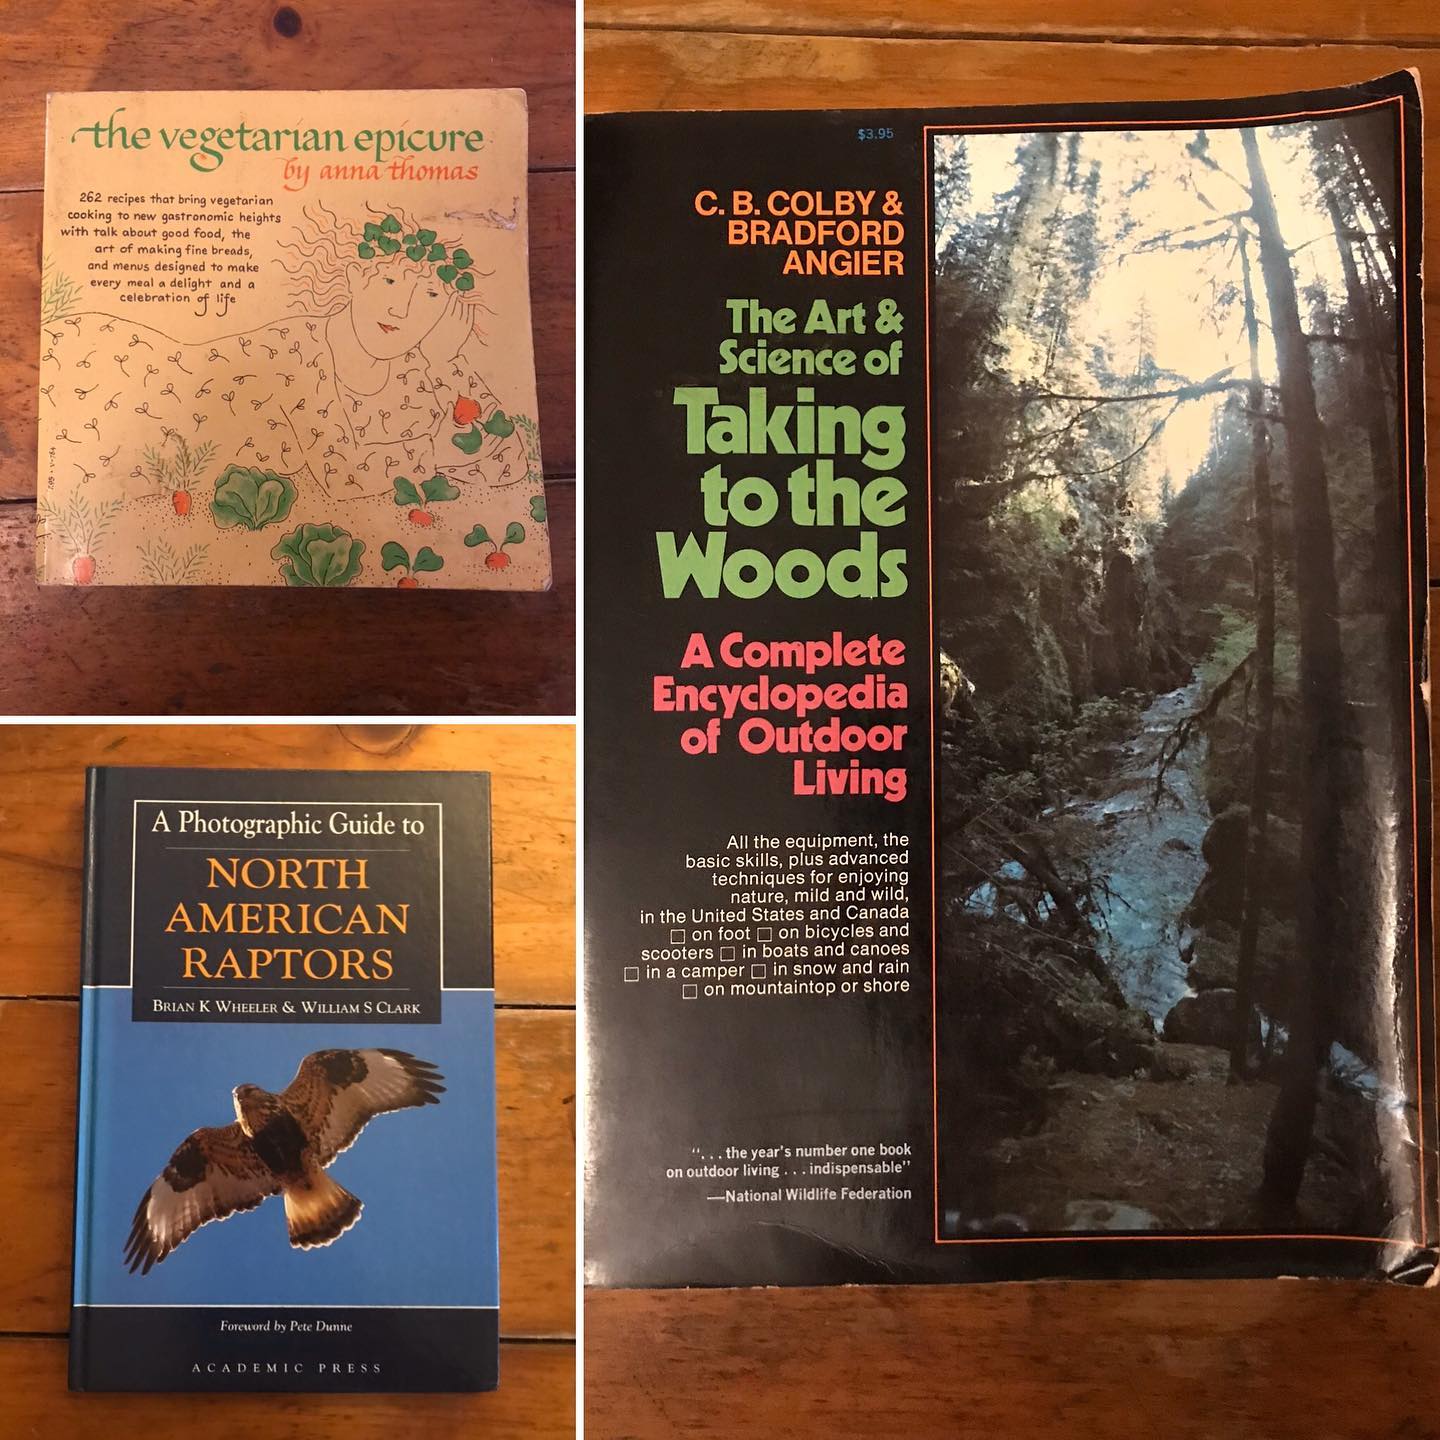 the vegetarian epicure
by anna thomas
262 recipes that bring vegetarian
cooking to new gastronomic heights
with talk about good food, the
art of making fine breads,
and menus designed to make
every meal a delight and a
celebration of life
A Photographic Guide to
NORTH
AMERICAN
RAPTORS
BRIAN K WHEELER & WILLIAM S CLARK
Foreword by Pete Dunne
ACADEMIC PRESS
$3.95
C. B. COLBY &
BRADFORD
ANGIER
The Art &
Science of
Taking
to the
Woods
A Complete
Encyclopedia
of Outdoor
Living
All the equipment, the
basic skills, plus advanced
techniques for enjoying
nature, mild and wild,
in the United States and Canada
□ on foot □ on bicycles and
scooters □ in boats and canoes
□ in a camper □ in snow and rain
□ on mountaintop or shore
“. . . the year's number one book
on outdoor living . . . indispensable”
—National Wildlife Federation